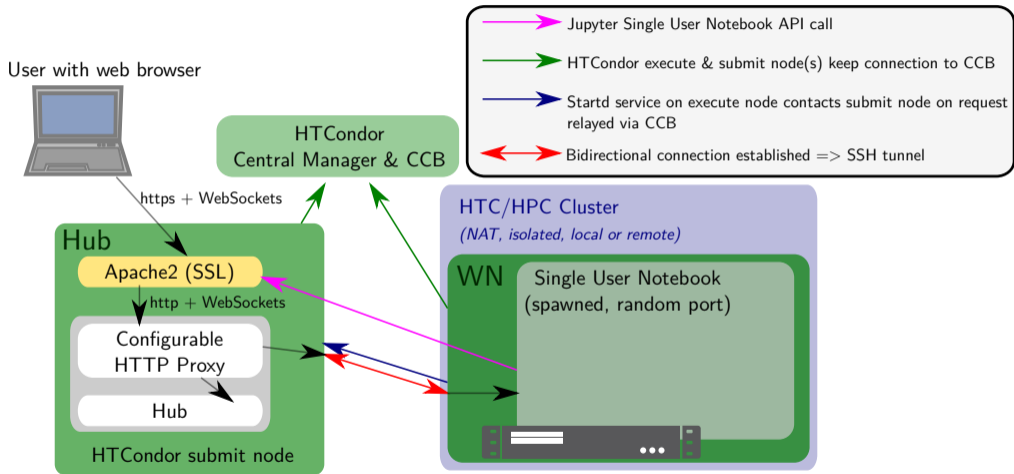 Jupyter Single User Notebook API call
HTCondor execute & submit node(s) keep connection to CCB
Startd service on execute node contacts submit node on request
relayed via CCB
Bidirectional connection established => SSH tunnel
User with web browser
HTCondor
Central Manager & CCB
https + WebSockets
HTC/HPC Cluster
(NAT, isolated, local or remote)
Hub
Apache2 (SSL)
http + WebSockets
Configurable
HTTP Proxy
Hub
HTCondor submit node
WN
Single User Notebook
(spawned, random port)